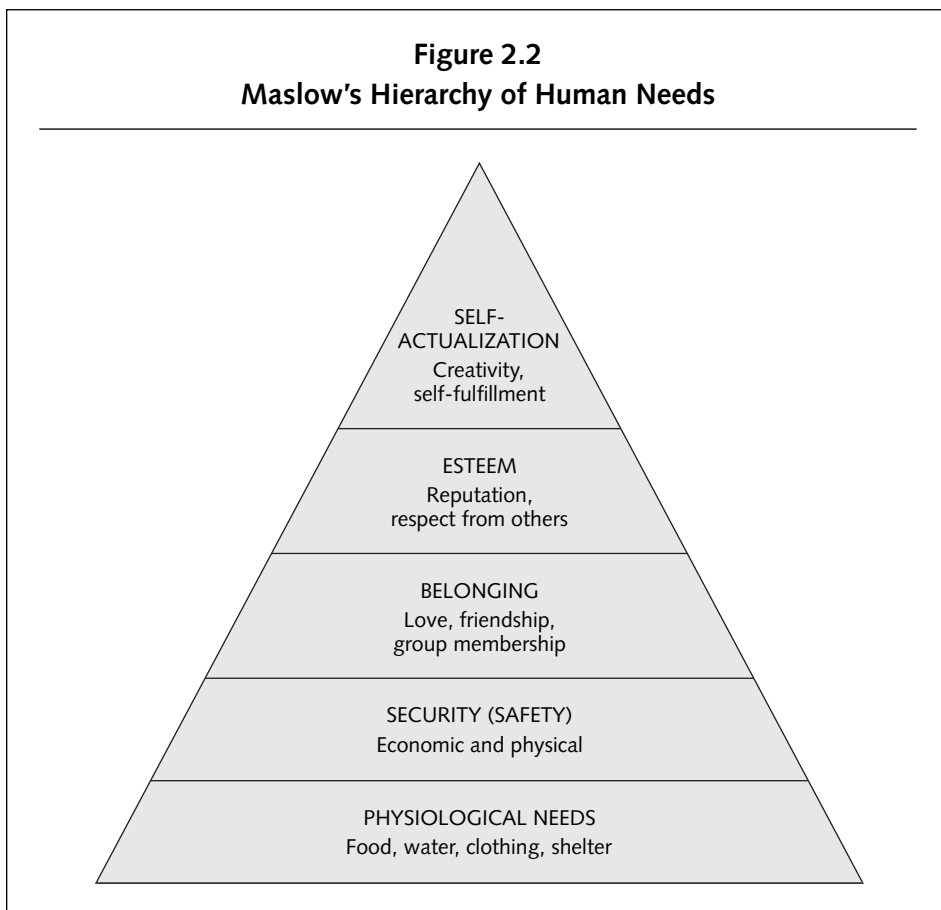 Figure 2.2
Maslow's Hierarchy of Human Needs
SELF-
ACTUALIZATION
Creativity,
self-fulfillment
ESTEEM
Reputation,
respect from others
BELONGING
Love, friendship,
group membership
SECURITY (SAFETY)
Economic and physical
PHYSIOLOGICAL NEEDS
Food, water, clothing, shelter